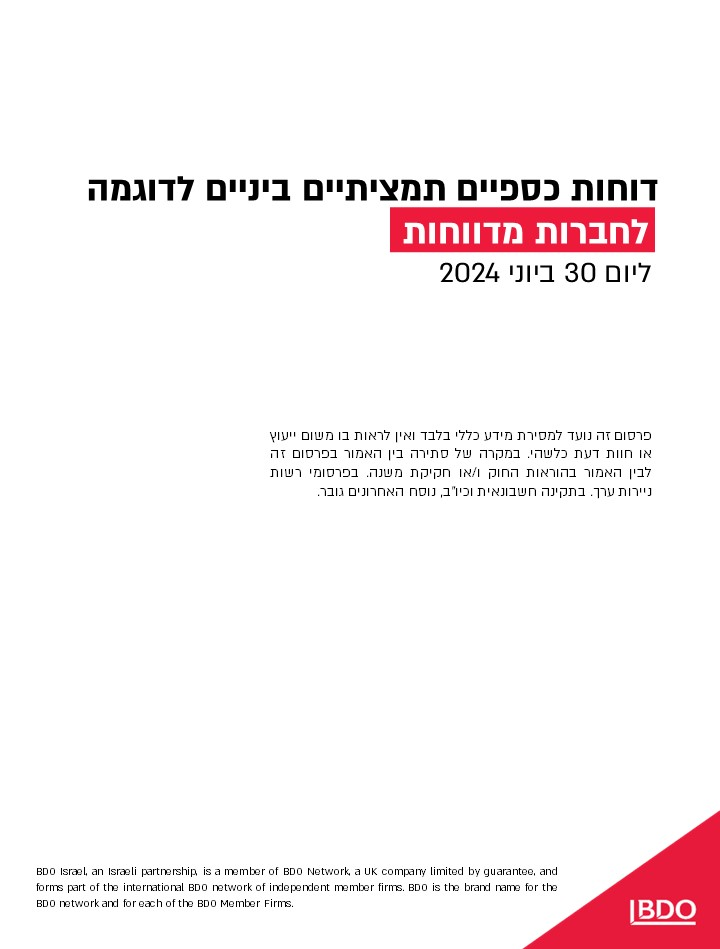 דוחות כספיים תמציתיים ביניים לדוגמה
לחברות מדווחות
ליום 30 ביוני 2024
פרסום זה נועד למסירת מידע כללי בלבד ואין לראות בו משום ייעוץ
או חוות דעת כלשהי. במקרה של סתירה בין האמור בפרסום זה
לבין האמור בהוראות החוק ו/או חקיקת משנה. בפרסומי רשות
ניירות ערך. בתקינה חשבונאית וכיו"ב, נוסח האחרונים גובר.
BDO Israel, an Israeli partnership, is a member of BDO Network, a UK company limited by guarantee, and
forms part of the international BDO network of independent member firms. BDO is the brand name for the
BDO network and for each of the BDO Member Firms.
BDO